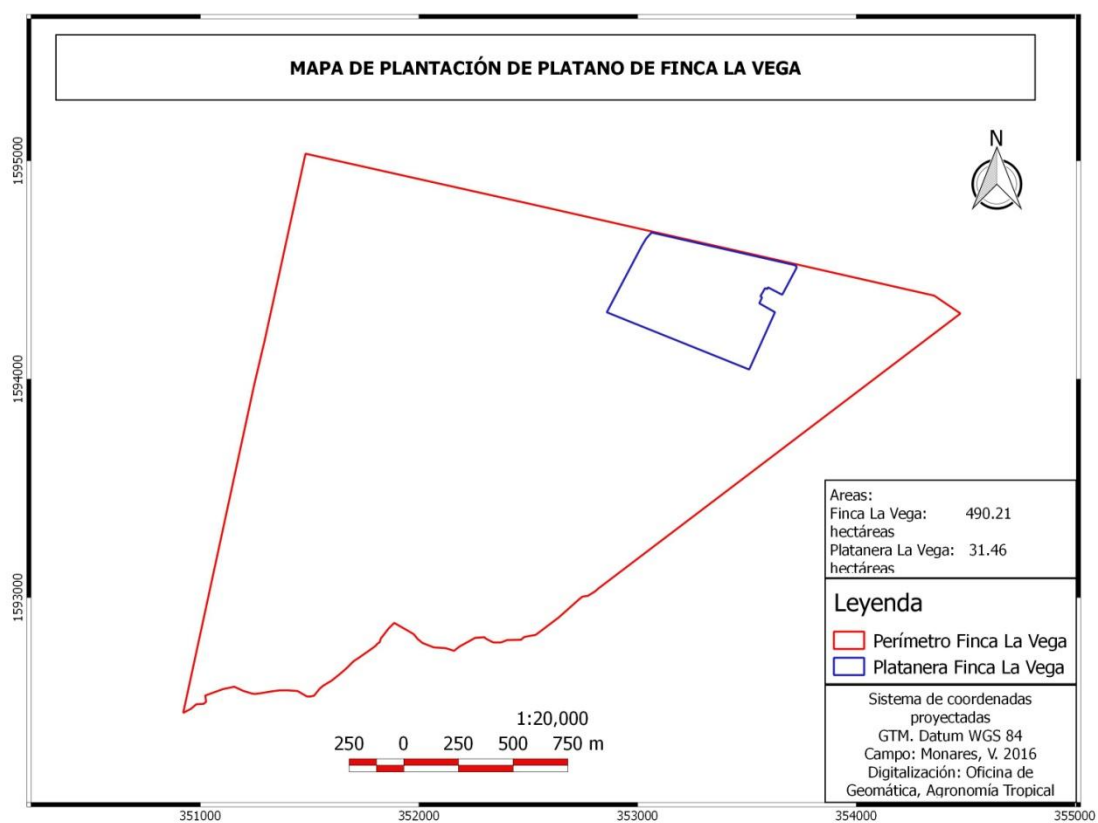 MAPA DE PLANTACIÓN DE PLATANO DE FINCA LA VEGA
N
1595000
1594000
1593000
Areas:
Finca La Vega: 490.21
hectáreas
Platanera La Vega: 31.46
hectáreas
Leyenda
Perímetro Finca La Vega
Platanera Finca La Vega
Sistema de coordenadas
proyectadas
GTM. Datum WGS 84
Campo: Monares, V. 2016
Digitalización: Oficina de
Geomática, Agronomía Tropical
1:20,000
250 0 250 500 750 m
351000 352000 353000 354000 355000